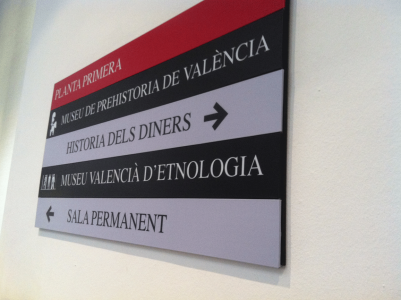 PLANTA PRIMERA
MUSEU DE PREHISTORIA DE VALÈNCIA
HISTORIA DELS DINERS
MUSEU VALENCIÀ D'ETNOLOGIA
SALA PERMANENT